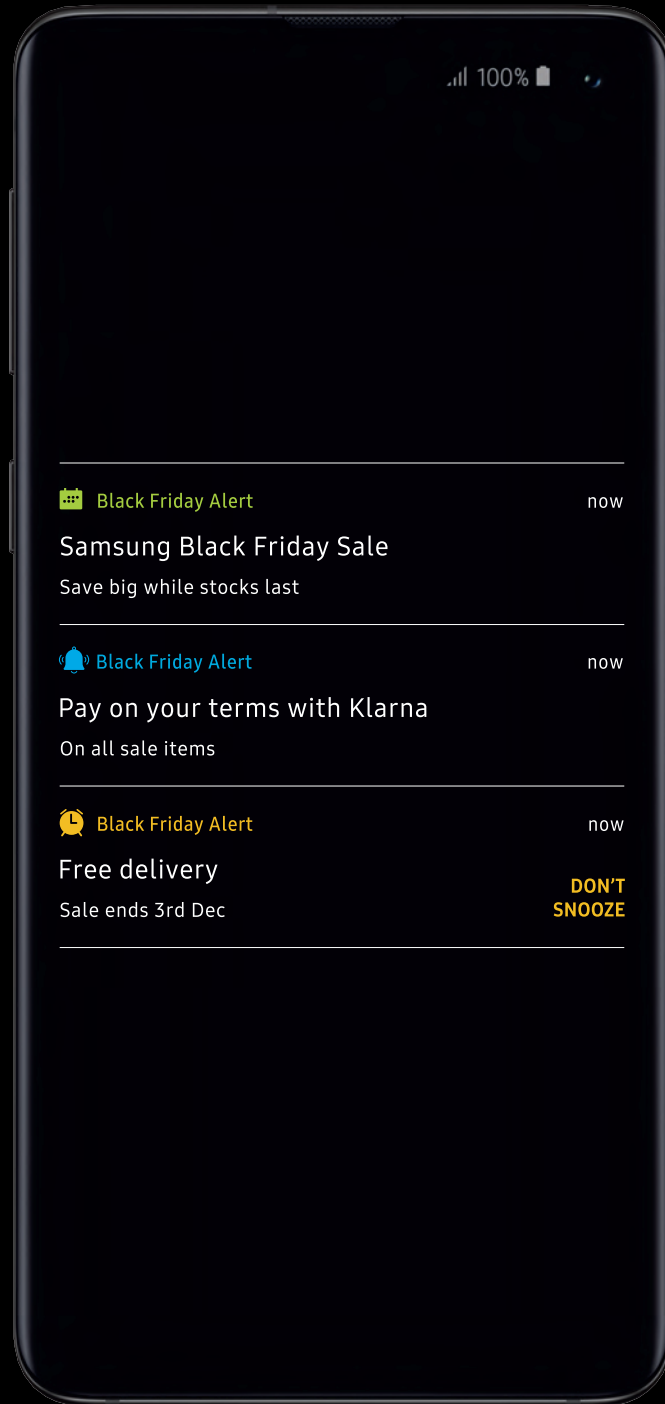 100%
Black Friday Alert now
Samsung Black Friday Sale
Save big while stocks last
Black Friday Alert now
Pay on your terms with Klarna
On all sale items
Black Friday Alert now
Free delivery
DON'T
Sale ends 3rd Dec SNOOZE